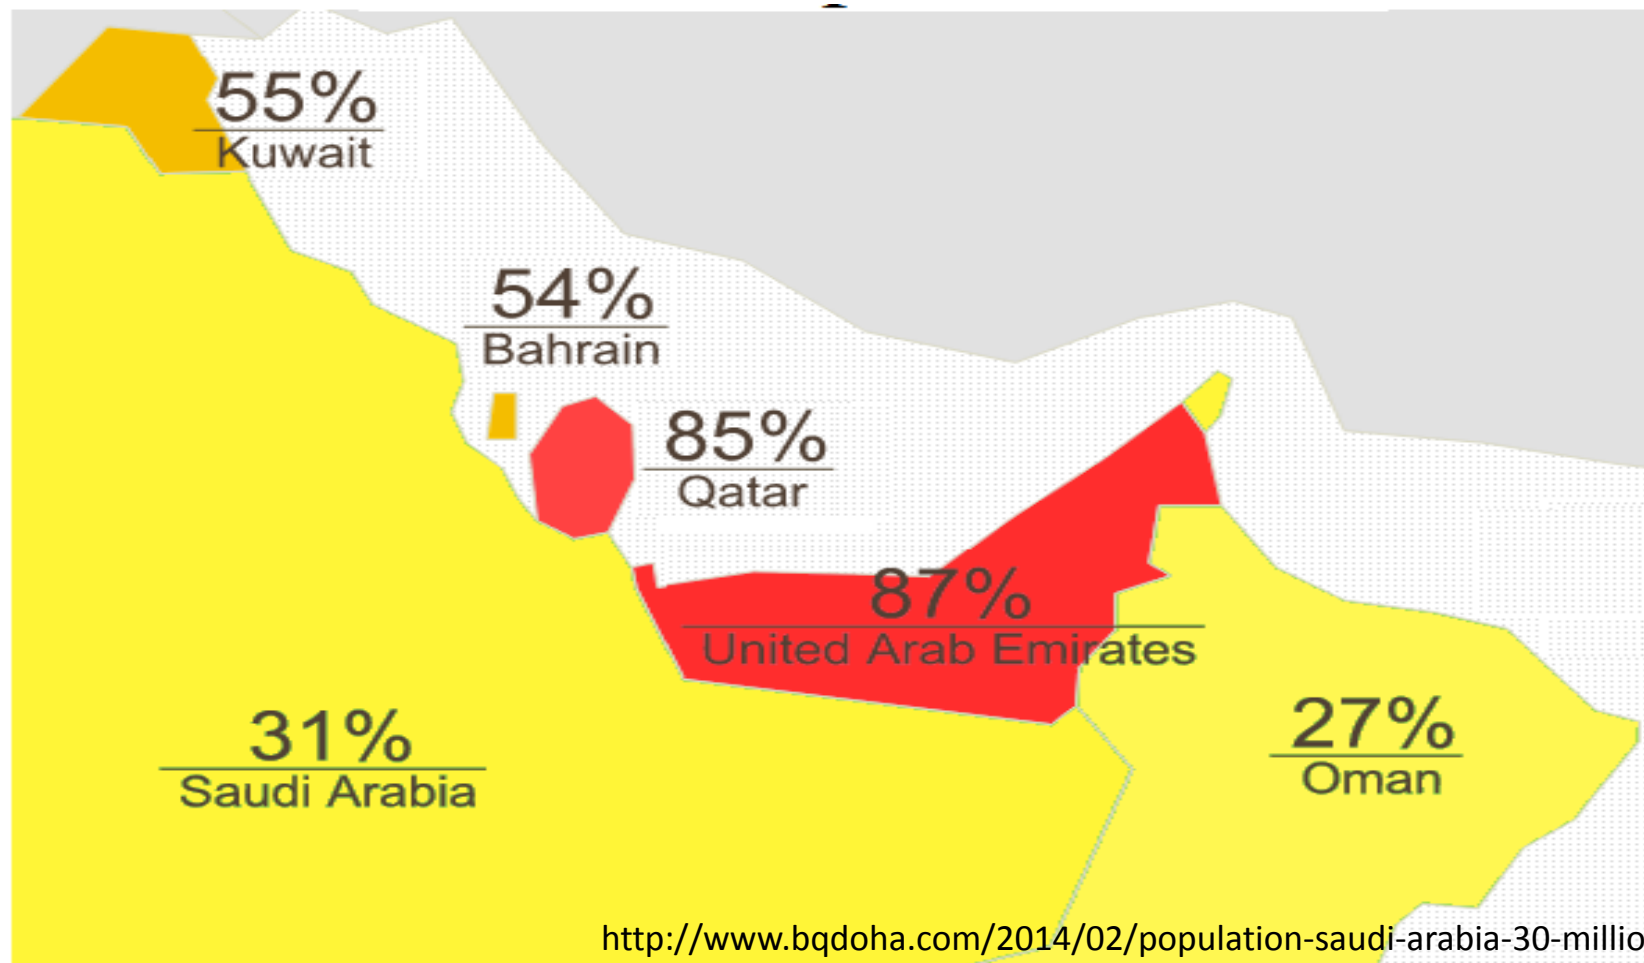 55%
Kuwait
54%
Bahrain
85%
Qatar
87%
United Arab Emirates
31%
Saudi Arabia
27%
Oman
http://www.bqdoha.com/2014/02/population-saudi-arabia-30-millio